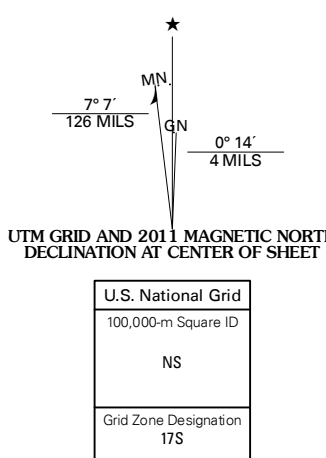 ★
MN.
7° 7´
126 MILS
GN
0° 14´
4 MILS
UTM GRID AND 2011 MAGNETIC NORTH
DECLINATION AT CENTER OF SHEET
U.S. National Grid
100,000-m Square ID
NS
Grid Zone Designation
17S